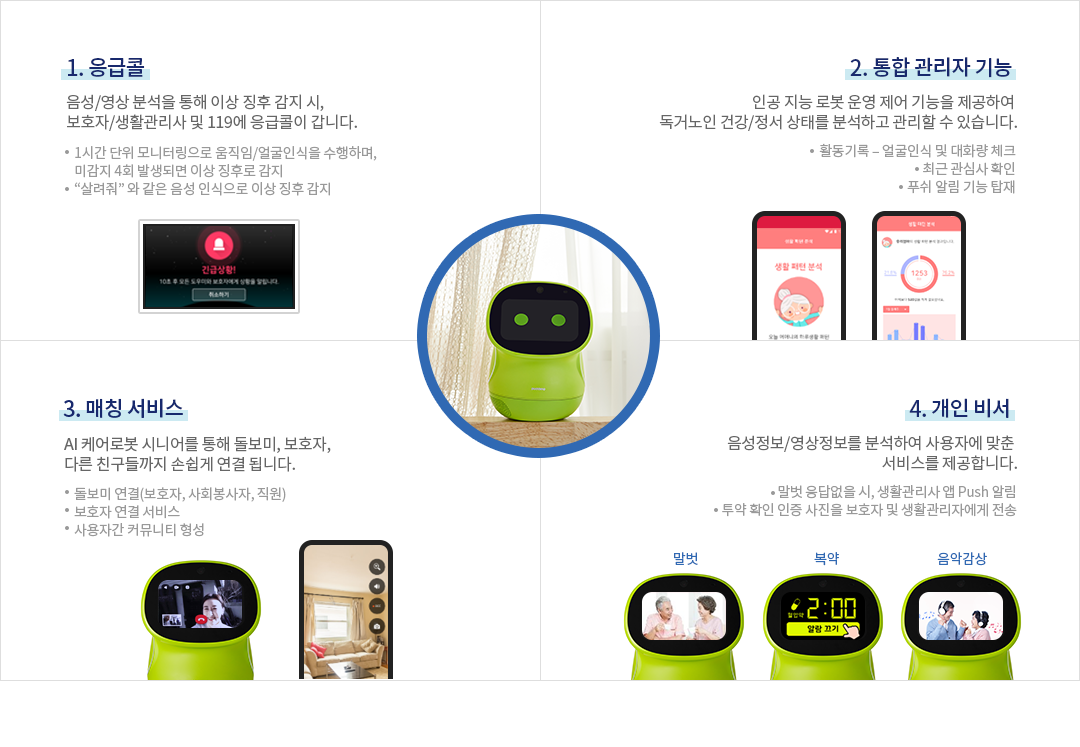 1. 응급콜
음성/영상 분석을 통해 이상 징후 감지 시,
보호자/생활관리사 및 119에 응급콜이 갑니다.
• 1시간 단위 모니터링으로 움직임/얼굴인식을 수행하며,
미감지 4회 발생되면 이상 징후로 감지
• “살려줘” 와 같은 음성 인식으로 이상 징후 감지
긴급상황!
10초 후 모든 도우미와 보호자에게 상황을 알립니다.
취소하기
2. 통합 관리자 기능
인공 지능 로봇 운영 제어 기능을 제공하여
독거노인 건강/정서 상태를 분석하고 관리할 수 있습니다.
• 활동기록 – 얼굴인식 및 대화량 체크
• 최근 관심사 확인
• 푸쉬 알림 기능 탑재
생활 패턴 분석
생활 패턴 분석
오늘 어머니의 하루생활 패턴
생활 패턴 분석
1253
3. 매칭 서비스
AI 케어로봇 시니어를 통해 돌보미, 보호자,
다른 친구들까지 손쉽게 연결 됩니다.
• 돌보미 연결(보호자, 사회봉사자, 직원)
• 보호자 연결 서비스
• 사용자간 커뮤니티 형성
4. 개인 비서
음성정보/영상정보를 분석하여 사용자에 맞춘
서비스를 제공합니다.
• 말벗 응답없을 시, 생활관리사 앱 Push 알림
• 투약 확인 인증 사진을 보호자 및 생활관리자에게 전송
말벗
복약
음악감상
혈압약
2:00
알람 끄기